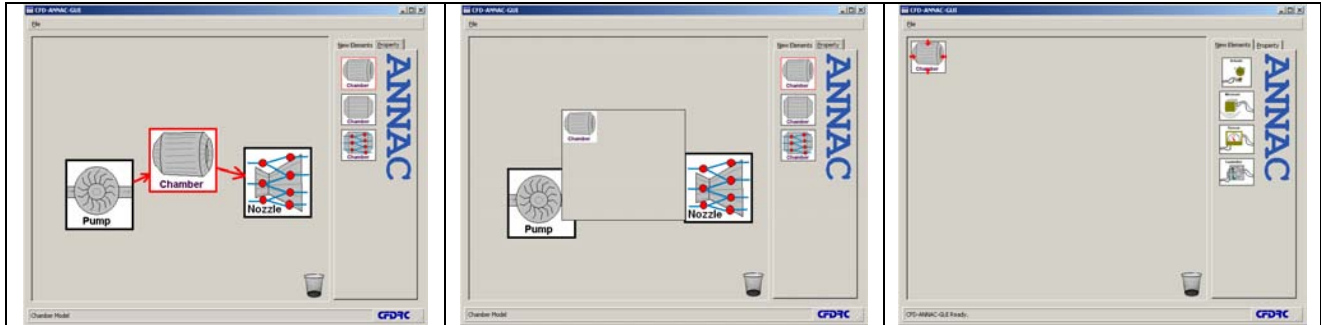 CFD-ANNAC-GUI
File
New Elements Property
Chamber
Chamber
Chamber
ANNAC
Chamber
Pump
Nozzle
Chamber Model
CFDRC
CFD-ANNAC-GUI
File
New Elements Property
Chamber
Chamber
Chamber
ANNAC
Chamber
Pump
Nozzle
Chamber Model
CFDRC
CFD-ANNAC-GUI
File
New Elements Property
Chamber
ANNAC
CFD-ANNAC-GUI Ready.
CFDRC